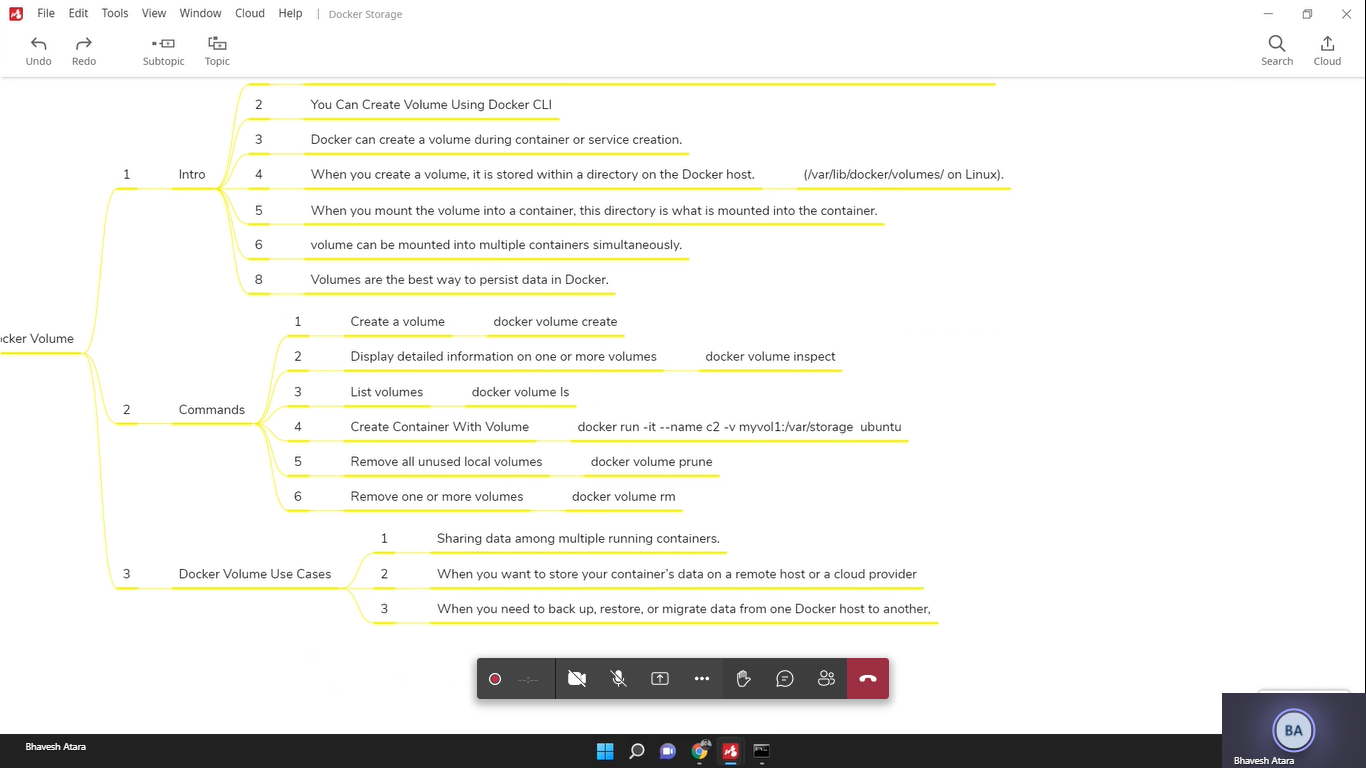 File Edit Tools View Window Cloud Help | Docker Storage
Undo Redo Subtopic Topic Search Cloud
2 You Can Create Volume Using Docker CLI
3 Docker can create a volume during container or service creation.
1 Intro
4 When you create a volume, it is stored within a directory on the Docker host. (/var/lib/docker/volumes/ on Linux).
5 When you mount the volume into a container, this directory is what is mounted into the container.
6 volume can be mounted into multiple containers simultaneously.
8 Volumes are the best way to persist data in Docker.
cker Volume
1 Create a volume docker volume create
2 Display detailed information on one or more volumes docker volume inspect
3 List volumes docker volume ls
2 Commands
4 Create Container With Volume docker run -it --name c2 -v myvol1:/var/storage ubuntu
5 Remove all unused local volumes docker volume prune
6 Remove one or more volumes docker volume rm
3 Docker Volume Use Cases
1 Sharing data among multiple running containers.
2 When you want to store your container’s data on a remote host or a cloud provider
3 When you need to back up, restore, or migrate data from one Docker host to another,
--:--
BA
Bhavesh Atara
Bhavesh Atara